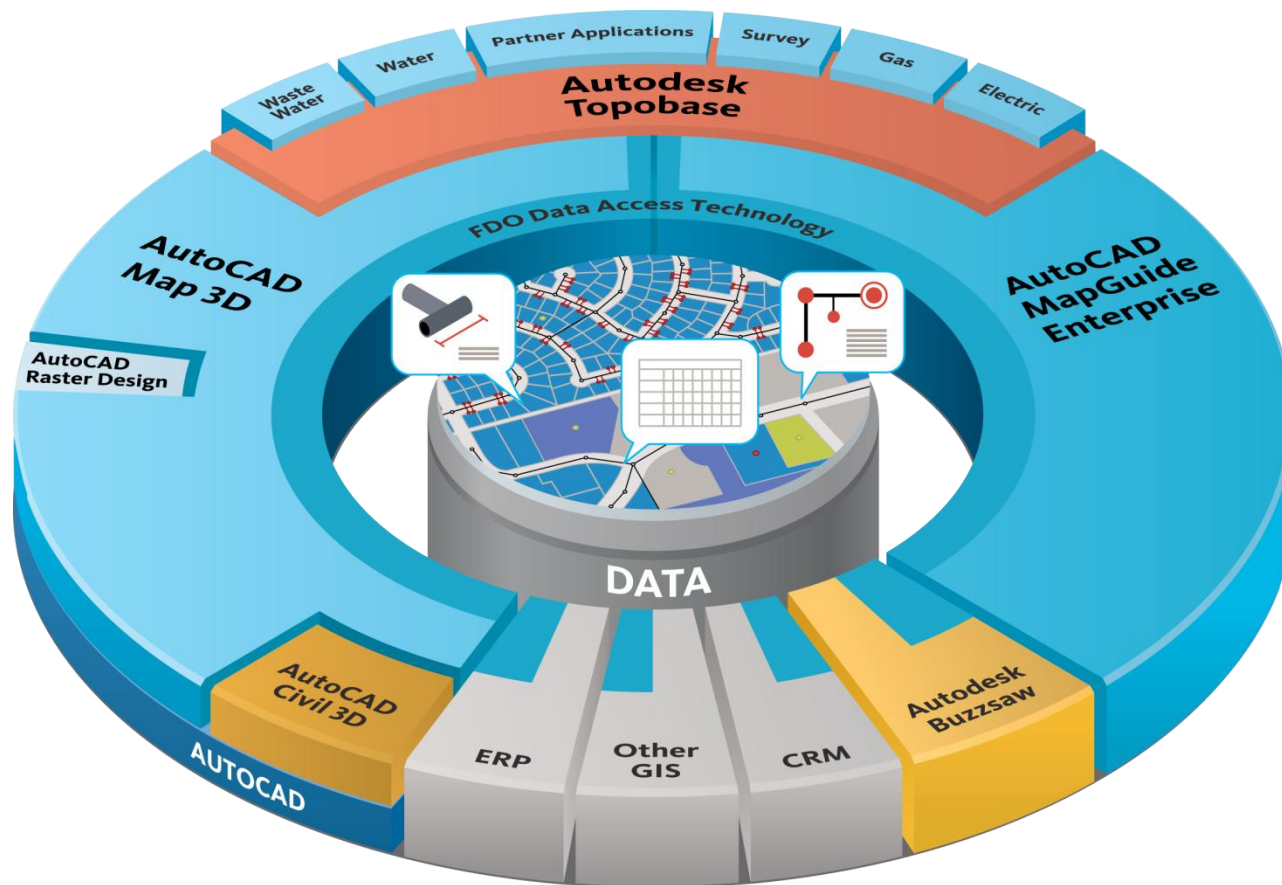 Waste
Water
Water
Partner Applications
Survey
Gas
Electric
Autodesk
Topobase
FDO Data Access Technology
AutoCAD
Map 3D
AutoCAD
MapGuide
Enterprise
AutoCAD
Raster Design
DATA
AutoCAD
Civil 3D
AUTOCAD
ERP
Other
GIS
CRM
Autodesk
Buzzsaw